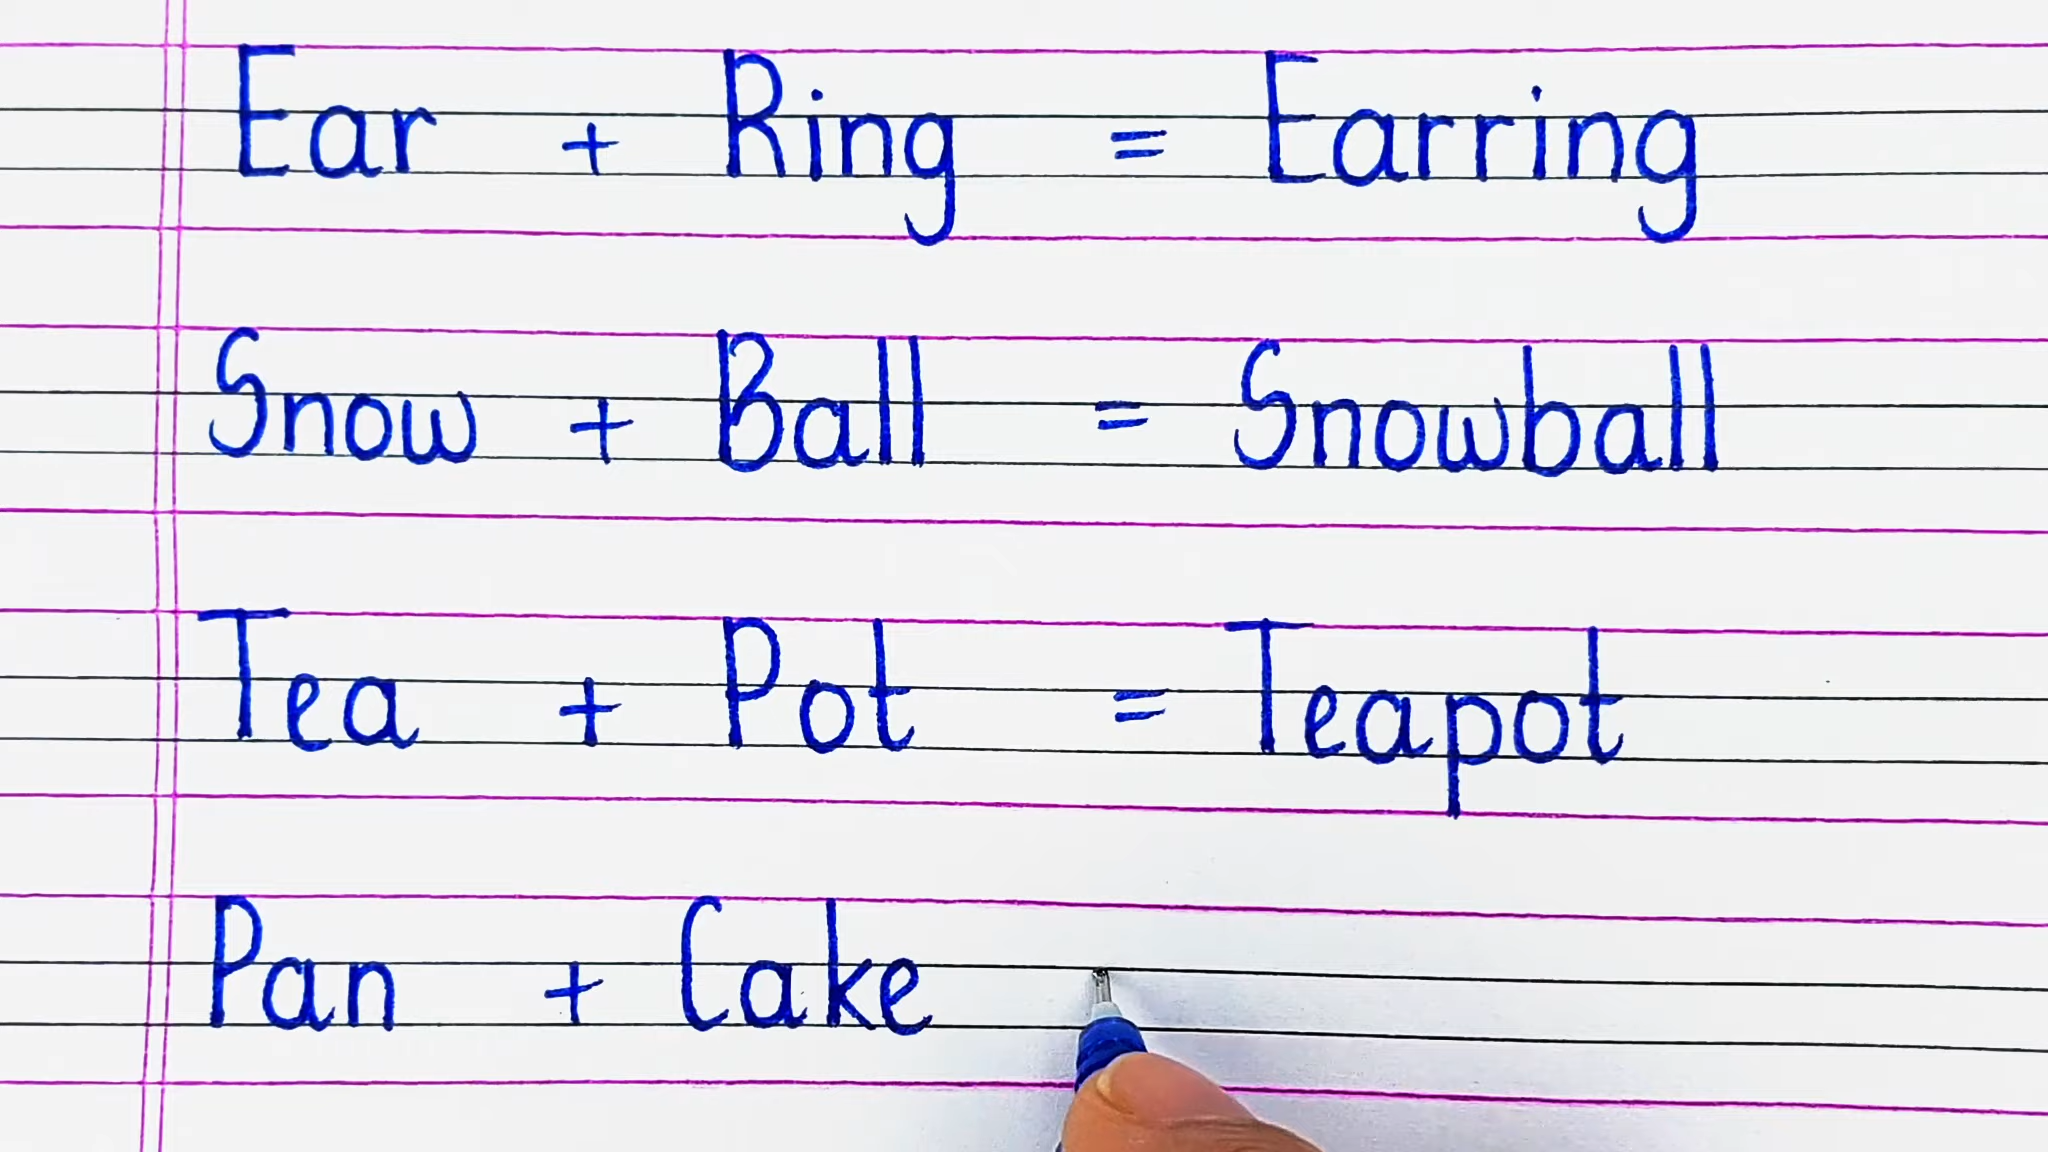 Ear + Ring = Earring
Snow + Ball = Snowball
Tea + Pot = Teapot
Pan + Cake